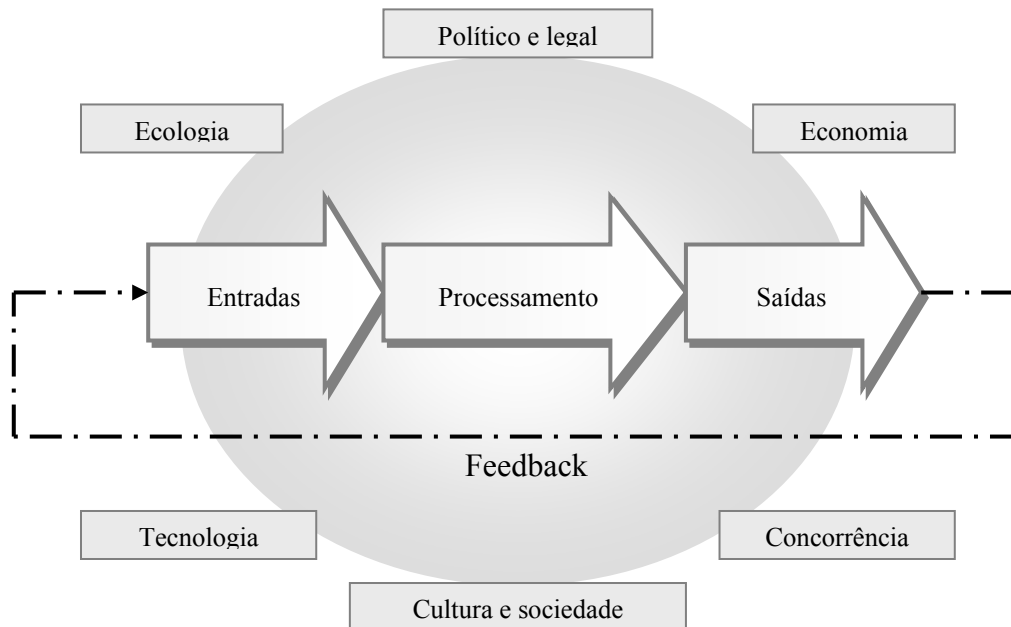 Político e legal
Ecologia
Economia
Entradas
Processamento
Saídas
Feedback
Tecnologia
Concorrência
Cultura e sociedade